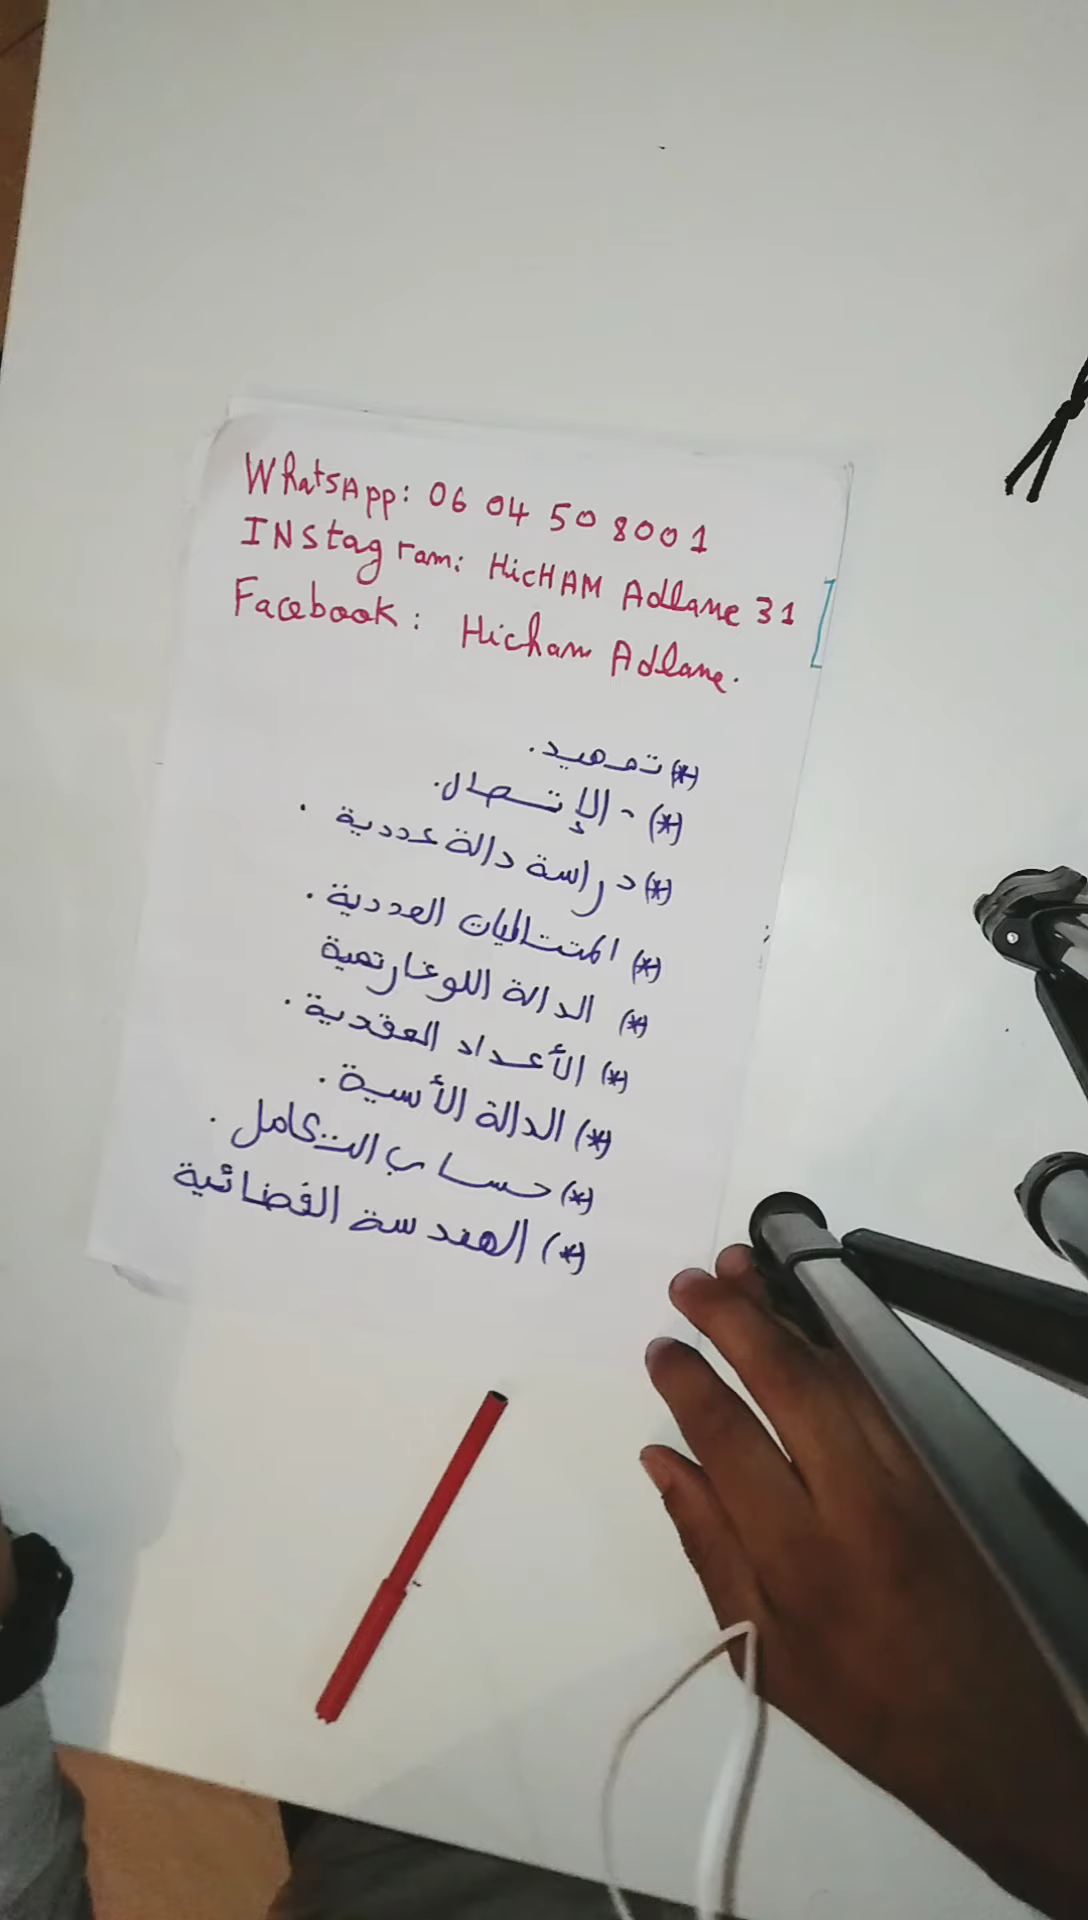 WhatsApp: 06 04 50 8001
INstagram: HicHAM Adlane 31
Facebook: Hicham Adlane.
(*) تمهيد.
(*) - الإتصال.
(*) دراسة دالة عددية.
(*) المتتاليات العددية.
(*) الدالة اللوغارتمية
(*) الأعداد العقدية.
(*) الدالة الأسية.
(*) حساب التكامل.
(*) الهندسة الفضائية